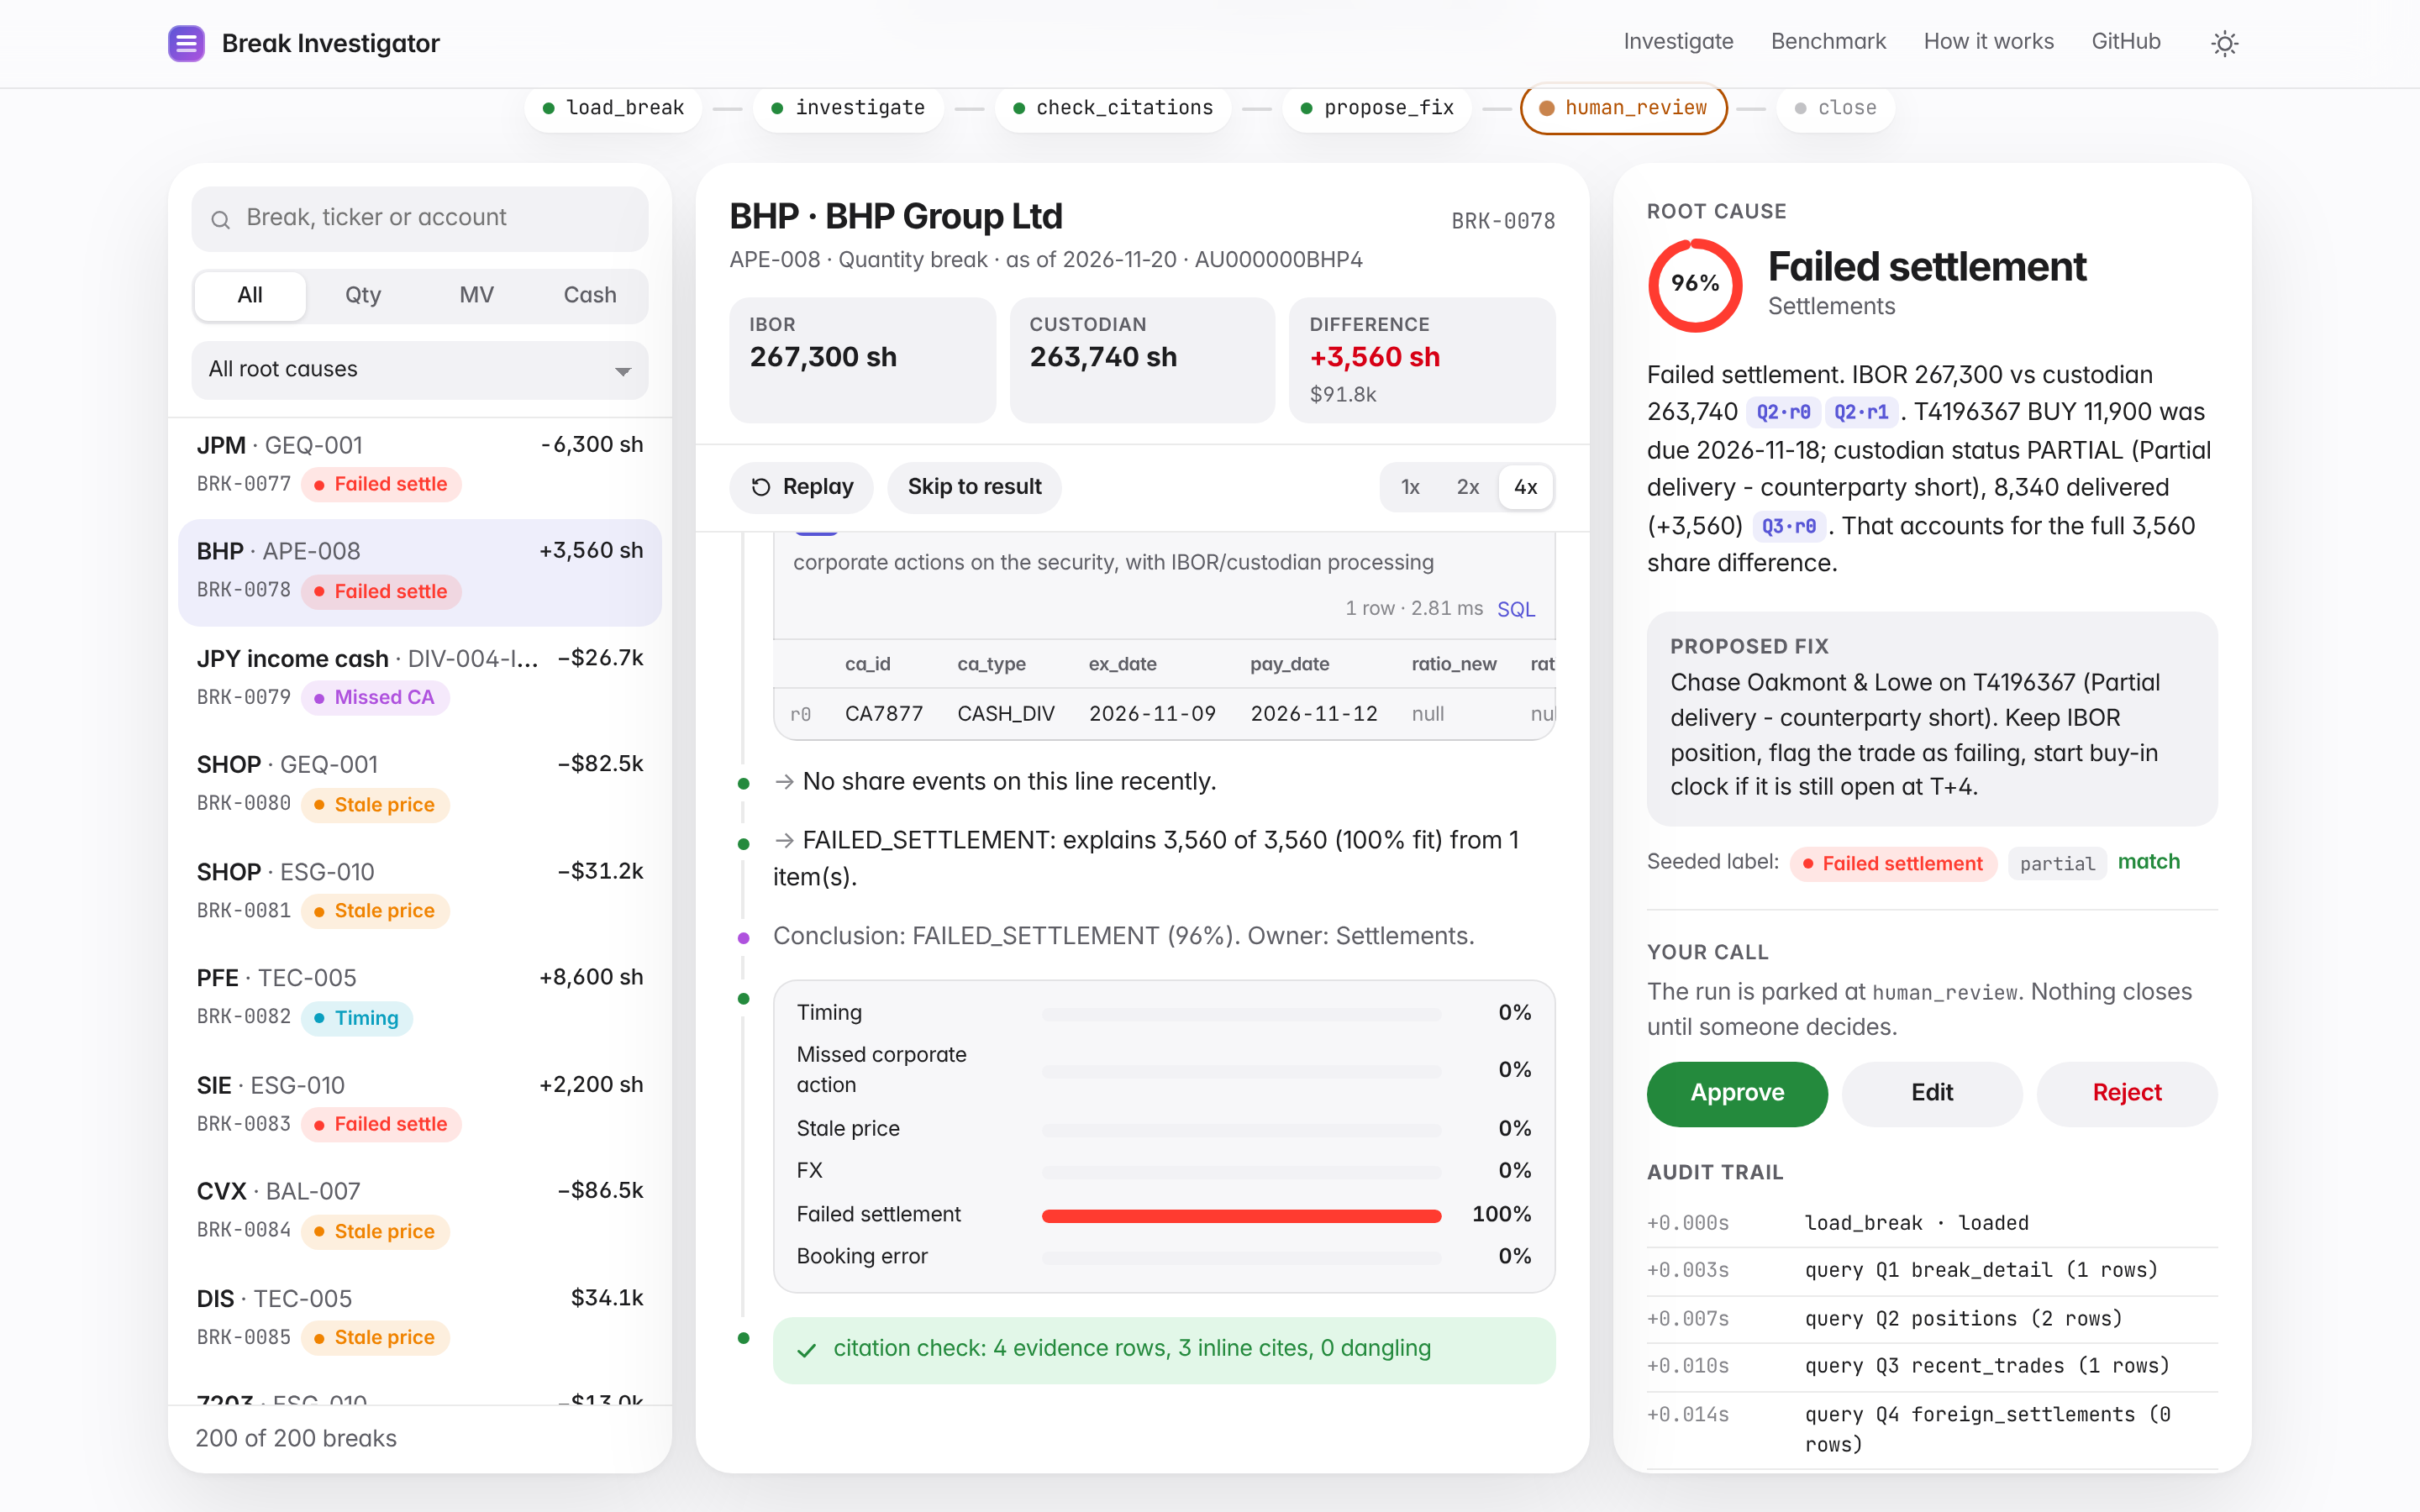 Break Investigator
Investigate Benchmark How it works GitHub
load_break investigate check_citations propose_fix human_review close
Break, ticker or account
All Qty MV Cash
All root causes
JPM · GEQ-001 -6,300 sh
BRK-0077 Failed settle
BHP · APE-008 +3,560 sh
BRK-0078 Failed settle
JPY income cash · DIV-004-I... −$26.7k
BRK-0079 Missed CA
SHOP · GEQ-001 −$82.5k
BRK-0080 Stale price
SHOP · ESG-010 −$31.2k
BRK-0081 Stale price
PFE · TEC-005 +8,600 sh
BRK-0082 Timing
SIE · ESG-010 +2,200 sh
BRK-0083 Failed settle
CVX · BAL-007 −$86.5k
BRK-0084 Stale price
DIS · TEC-005 $34.1k
BRK-0085 Stale price
7203 · ESG-010 −$13.0k
200 of 200 breaks
BHP · BHP Group Ltd BRK-0078
APE-008 · Quantity break · as of 2026-11-20 · AU000000BHP4
IBOR
267,300 sh
CUSTODIAN
263,740 sh
DIFFERENCE
+3,560 sh
$91.8k
Replay Skip to result 1x 2x 4x
corporate actions on the security, with IBOR/custodian processing
1 row · 2.81 ms SQL
ca_id ca_type ex_date pay_date ratio_new rat
r0 CA7877 CASH_DIV 2026-11-09 2026-11-12 null nul
→ No share events on this line recently.
→ FAILED_SETTLEMENT: explains 3,560 of 3,560 (100% fit) from 1
item(s).
Conclusion: FAILED_SETTLEMENT (96%). Owner: Settlements.
Timing 0%
Missed corporate
action 0%
Stale price 0%
FX 0%
Failed settlement 100%
Booking error 0%
citation check: 4 evidence rows, 3 inline cites, 0 dangling
ROOT CAUSE
96%
Failed settlement
Settlements
Failed settlement. IBOR 267,300 vs custodian
263,740 Q2·r0 Q2·r1 . T4196367 BUY 11,900 was
due 2026-11-18; custodian status PARTIAL (Partial
delivery - counterparty short), 8,340 delivered
(+3,560) Q3·r0 . That accounts for the full 3,560
share difference.
PROPOSED FIX
Chase Oakmont & Lowe on T4196367 (Partial
delivery - counterparty short). Keep IBOR
position, flag the trade as failing, start buy-in
clock if it is still open at T+4.
Seeded label: Failed settlement partial match
YOUR CALL
The run is parked at human_review. Nothing closes
until someone decides.
Approve Edit Reject
AUDIT TRAIL
+0.000s load_break · loaded
+0.003s query Q1 break_detail (1 rows)
+0.007s query Q2 positions (2 rows)
+0.010s query Q3 recent_trades (1 rows)
+0.014s query Q4 foreign_settlements (0
rows)